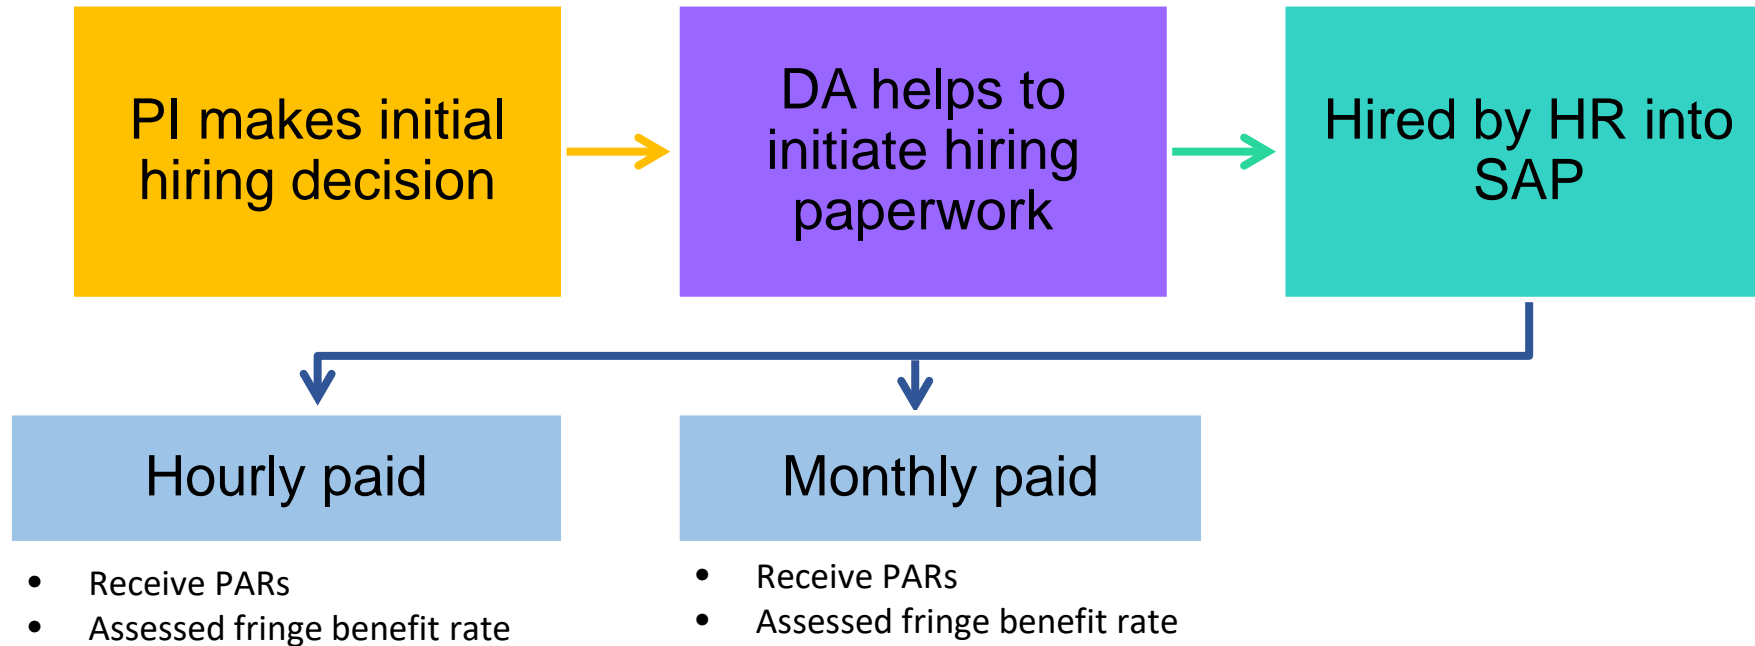 PI makes initial
hiring decision
DA helps to
initiate hiring
paperwork
Hired by HR into
SAP
Hourly paid
• Receive PARs
• Assessed fringe benefit rate
Monthly paid
• Receive PARs
• Assessed fringe benefit rate